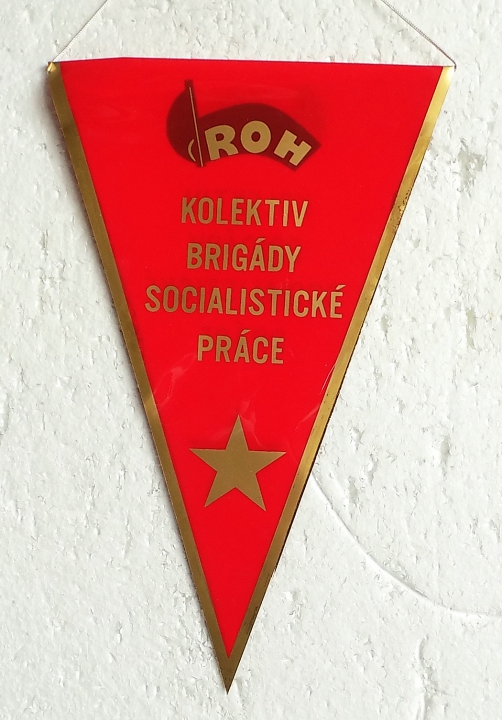 ROH
KOLEKTIV
BRIGÁDY
SOCIALISTICKÉ
PRÁCE